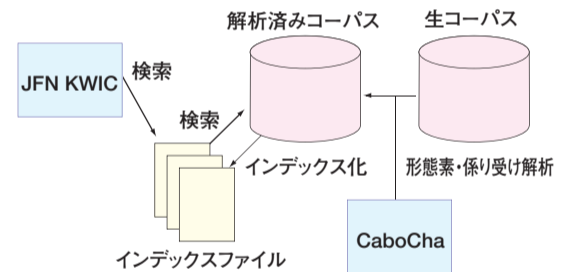 解析済みコーパス
生コーパス
JFN KWIC
検索
検索
インデックス化
形態素・係り受け解析
インデックスファイル
CaboCha